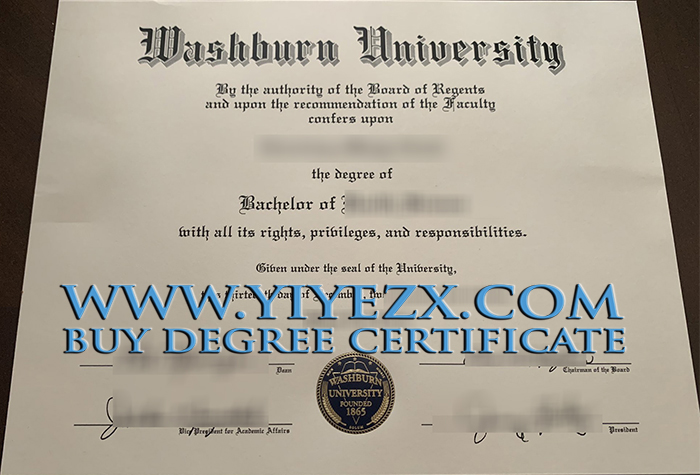 Washburn University
By the authority of the Board of Regents
and upon the recommendation of the Faculty
confers upon
the degree of
Bachelor of
with all its rights, privileges, and responsibilities.
Given under the seal of the University,
WWW.YIYEZX.COM
BUY DEGREE CERTIFICATE
Dean
Chairman of the Board
WASHBURN
UNIVERSITY
FOUNDED
1865
Vice President for Academic Affairs
President